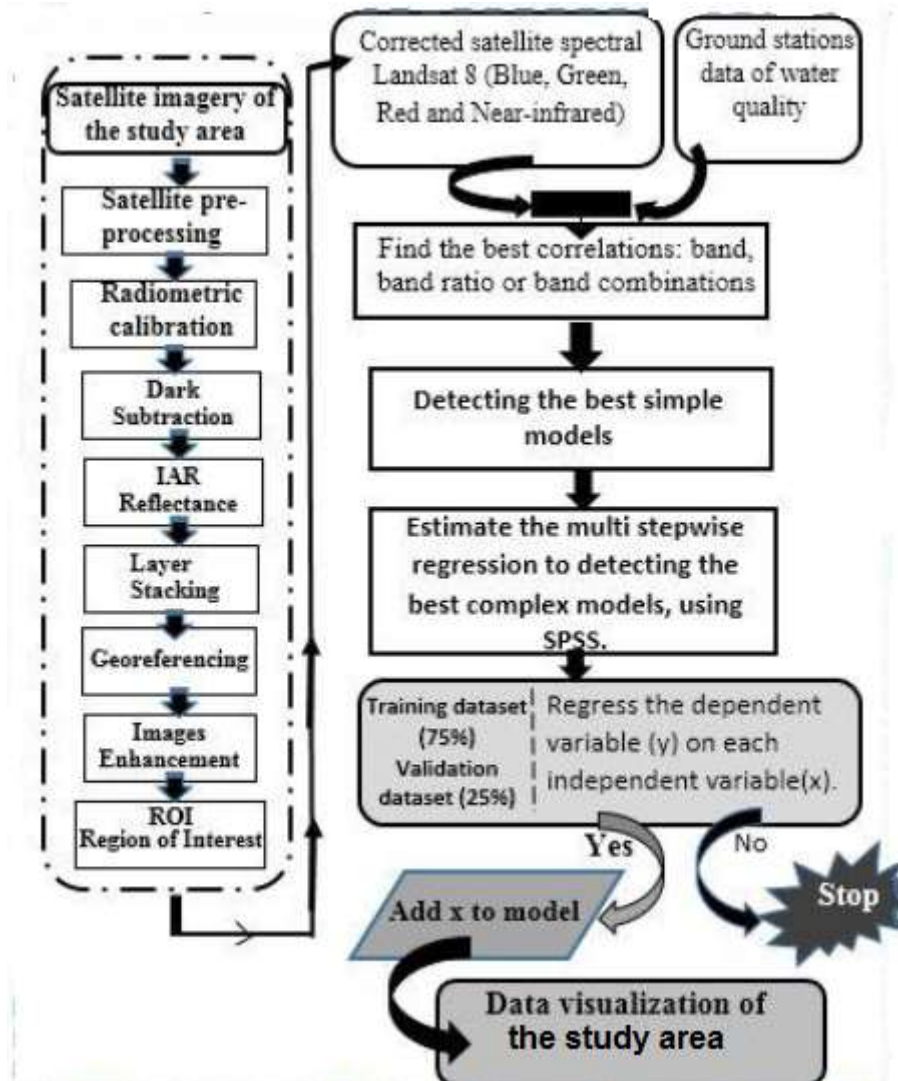 Satellite imagery of
the study area
Satellite pre-
processing
Radiometric
calibration
Dark
Subtraction
IAR
Reflectance
Layer
Stacking
Georeferencing
Images
Enhancement
ROI
Region of Interest
Corrected satellite spectral
Landsat 8 (Blue, Green,
Red and Near-infrared)
Ground stations
data of water
quality
Find the best correlations: band,
band ratio or band combinations
Detecting the best simple
models
Estimate the multi stepwise
regression to detecting the
best complex models, using
SPSS.
Training dataset
(75%)
Validation
dataset (25%)
Regress the dependent
variable (y) on each
independent variable(x).
Yes
No
Add x to model
Stop
Data visualization of
the study area